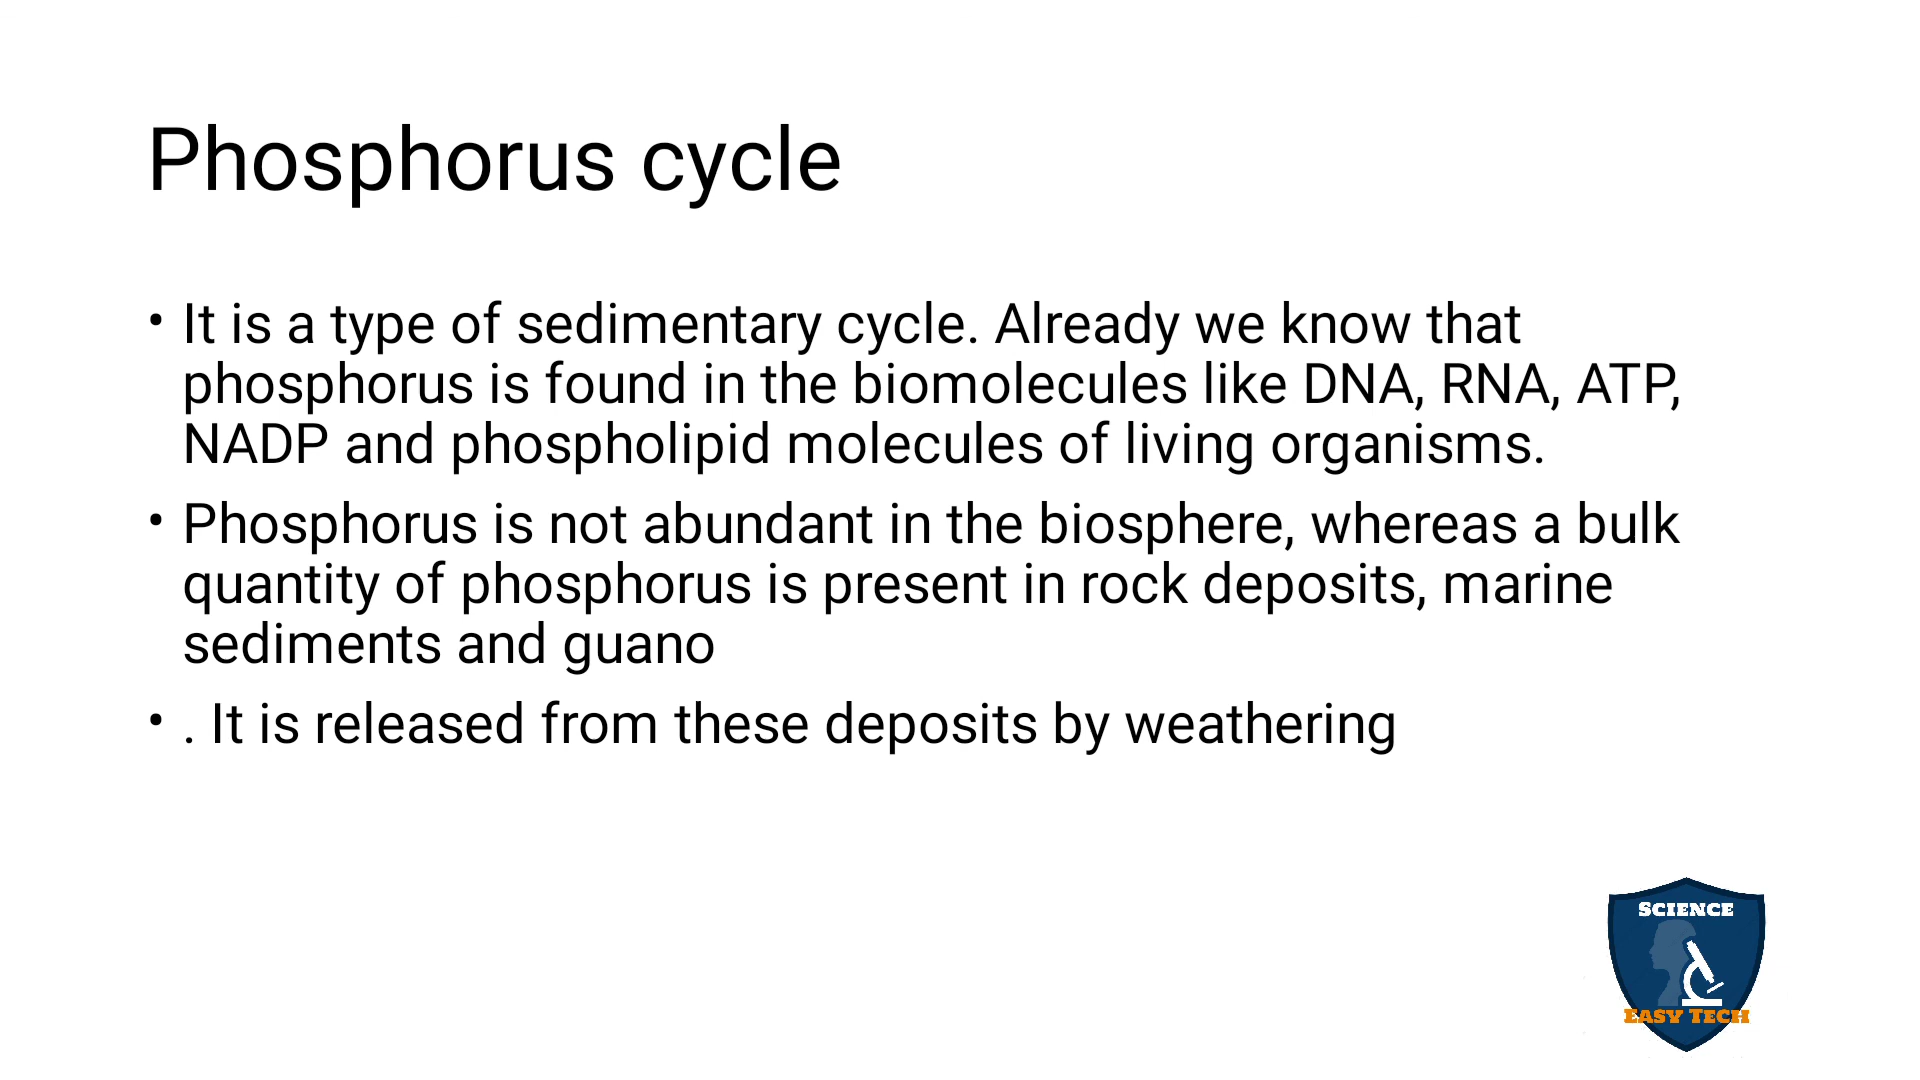 Phosphorus cycle
• It is a type of sedimentary cycle. Already we know that
phosphorus is found in the biomolecules like DNA, RNA, ATP,
NADP and phospholipid molecules of living organisms.
• Phosphorus is not abundant in the biosphere, whereas a bulk
quantity of phosphorus is present in rock deposits, marine
sediments and guano
• . It is released from these deposits by weathering
SCIENCE
EASY TECH